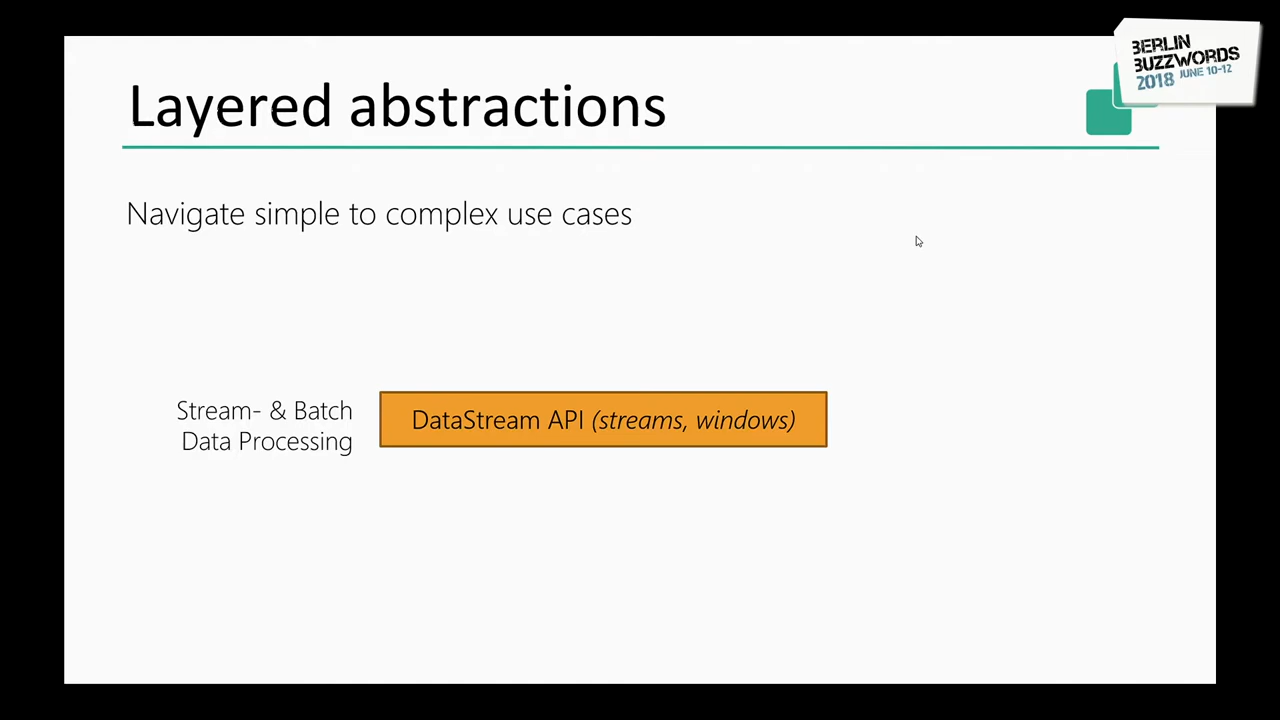 Layered abstractions
BERLIN
BUZZWORDS
2018 JUNE 10-12
Navigate simple to complex use cases
Stream- & Batch
Data Processing
DataStream API (streams, windows)